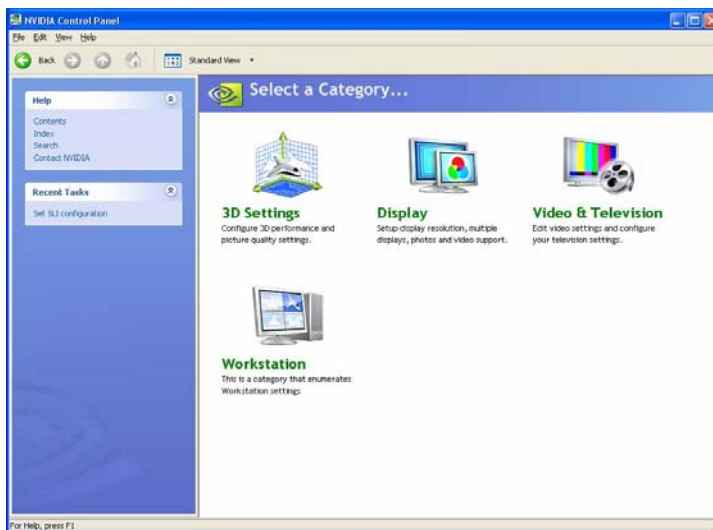 NVIDIA Control Panel
File Edit View Help
Back
Standard View
Help
Contents
Index
Search
Contact NVIDIA
Recent Tasks
Set SLI configuration
Select a Category...
3D Settings
Configure 3D performance and
picture quality settings.
Display
Setup display resolution, multiple
displays, photos and video support.
Video & Television
Edit video settings and configure
your television settings.
Workstation
This is a category that enumerates
Workstation settings
For Help, press F1